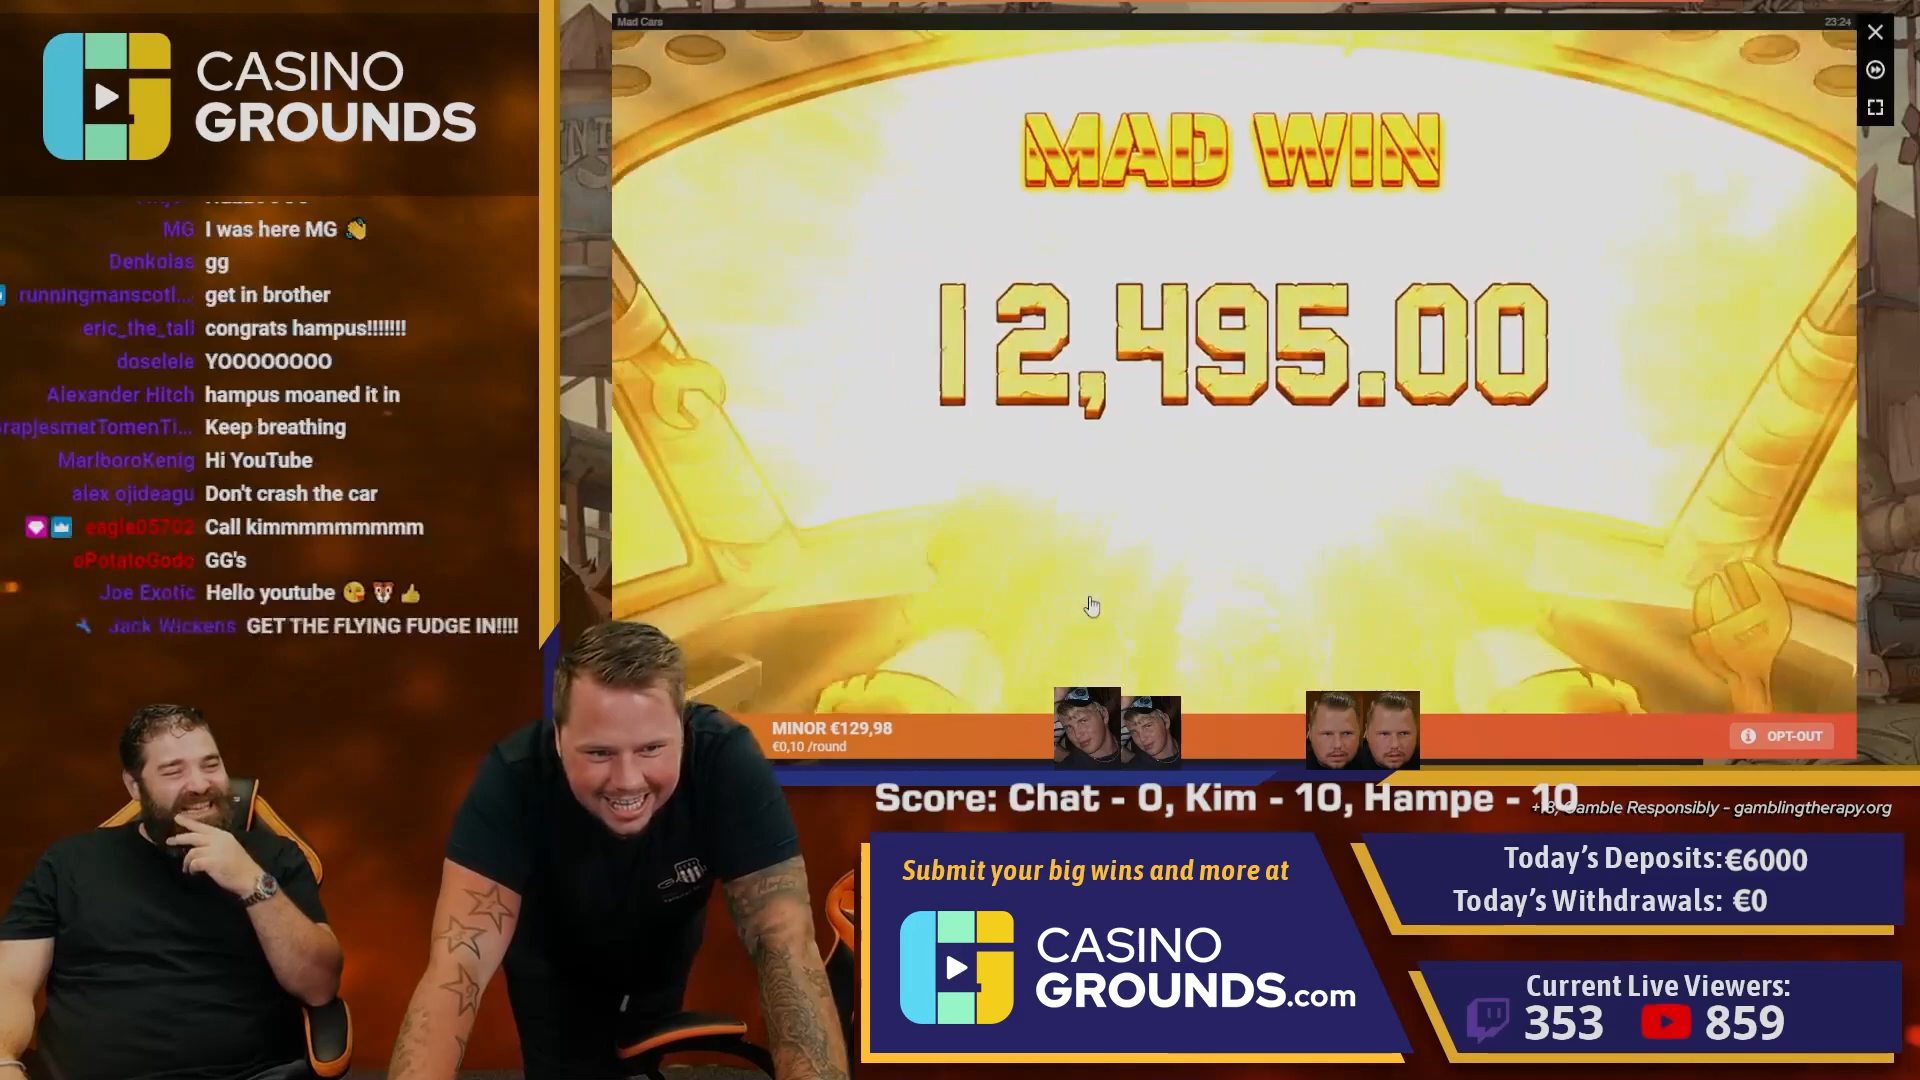 CASINO
GROUNDS
MG I was here MG
Denkolas gg
runningmanscotl... get in brother
eric_the_tall congrats hampus!!!!!!!
doselele YOOOOOOOO
Alexander Hitch hampus moaned it in
rapjesmetTomenTi... Keep breathing
MarlboroKenig Hi YouTube
alex ojideagu Don't crash the car
eagle05702 Call kimmmmmmmmm
oPotatoGodo GG's
Joe Exotic Hello youtube
Jack Wickens GET THE FLYING FUDGE IN!!!!
Mad Cars
23:24
MAD WIN
12,495.00
MINOR €129,98
€0,10 /round
OPT-OUT
Score: Chat - 0, Kim - 10, Hampe - 10
+18, Gamble Responsibly - gamblingtherapy.org
Submit your big wins and more at
CASINO
GROUNDS.com
Today's Deposits: €6000
Today's Withdrawals: €0
Current Live Viewers:
353 859